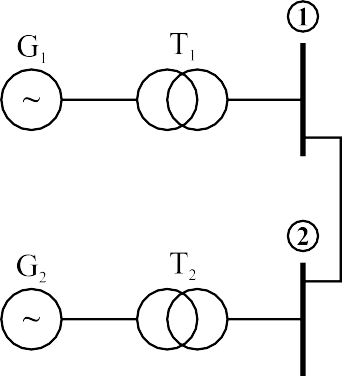 ①
G₁ T₁
~
②
G₂ T₂
~